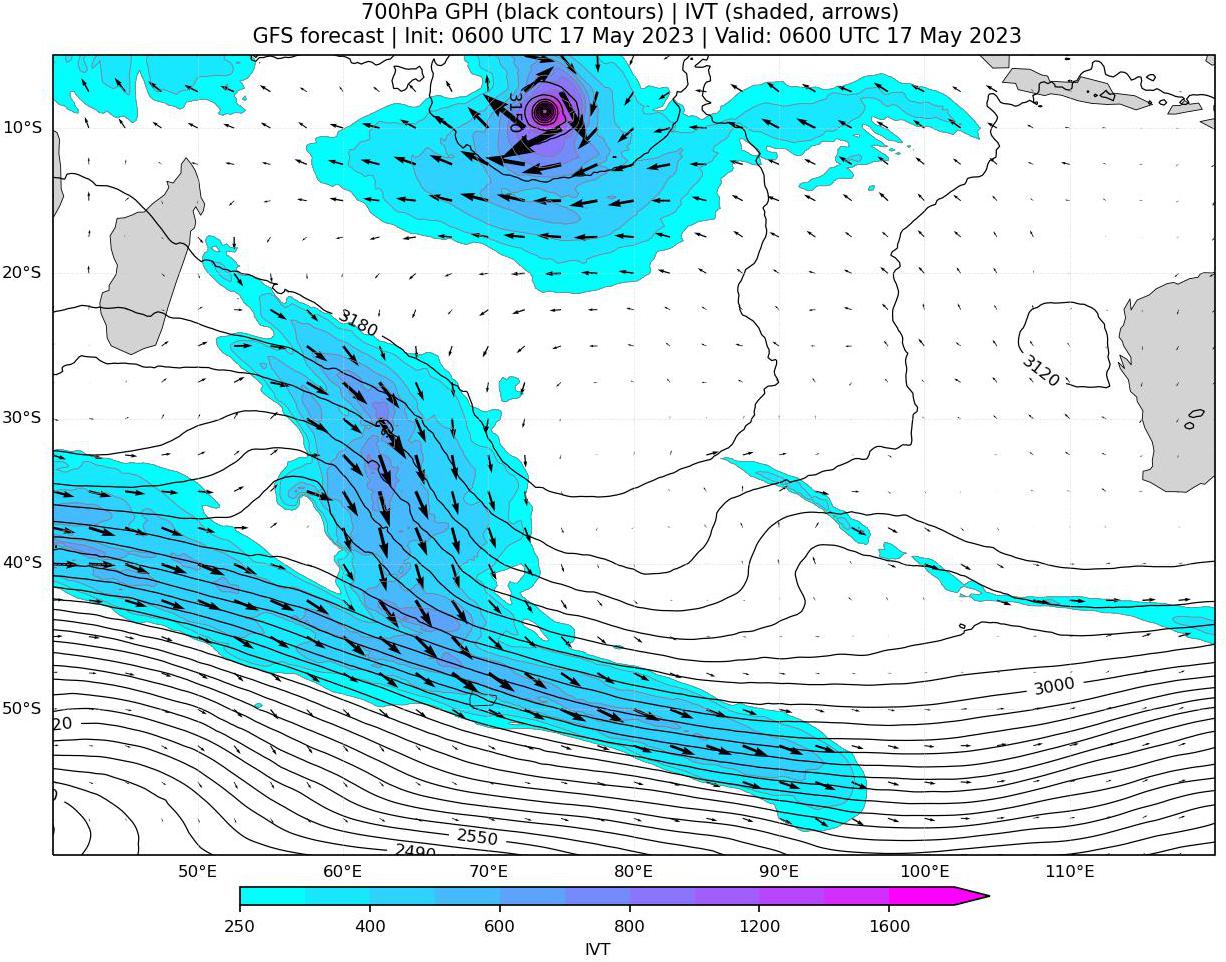 700hPa GPH (black contours) | IVT (shaded, arrows)
GFS forecast | Init: 0600 UTC 17 May 2023 | Valid: 0600 UTC 17 May 2023
3150
10°S
20°S
3180
3120
30°S
40°S
3000
50°S
20
2550
2490
50°E 60°E 70°E 80°E 90°E 100°E 110°E
250 400 600 800 1200 1600
IVT